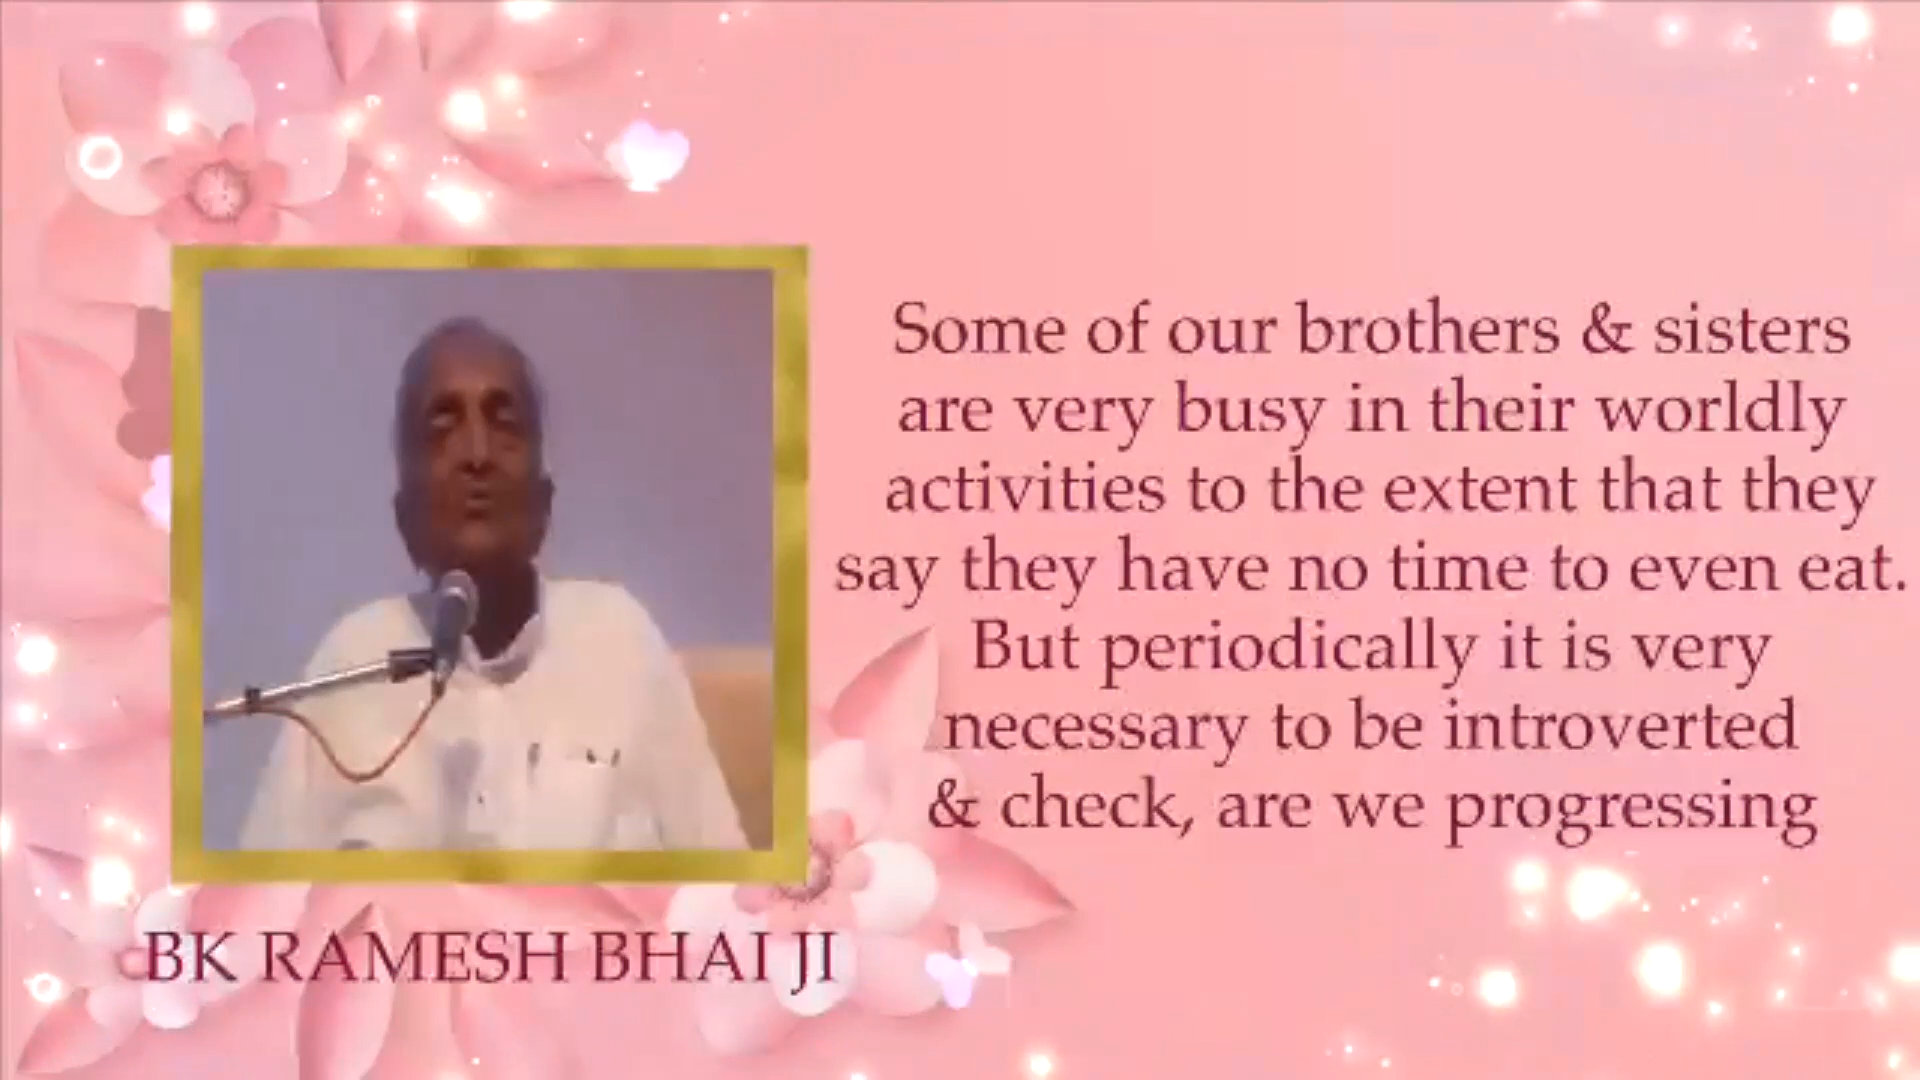 Some of our brothers & sisters
are very busy in their worldly
activities to the extent that they
say they have no time to even eat.
But periodically it is very
necessary to be introverted
& check, are we progressing
BK RAMESH BHAI JI